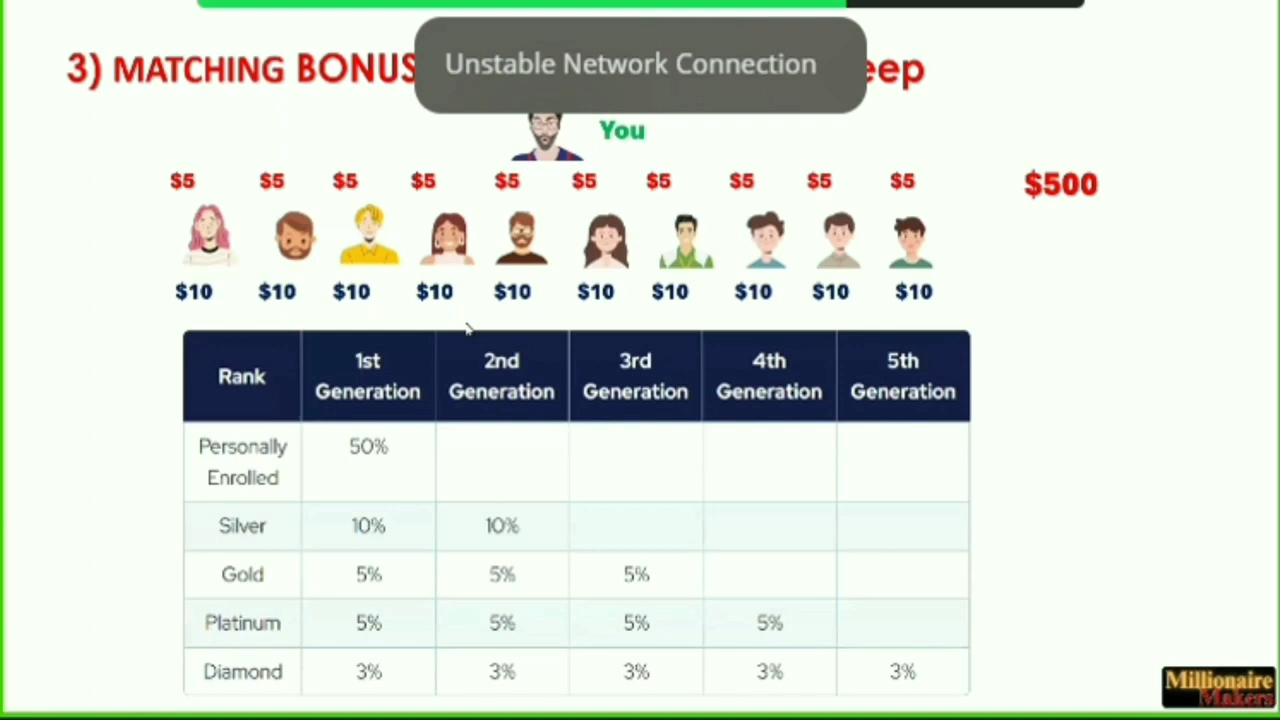 3) MATCHING BONUS
Unstable Network Connection
eep
You
$5 $5 $5 $5 $5 $5 $5 $5 $5 $5
$500
$10 $10 $10 $10 $10 $10 $10 $10 $10 $10
Rank 1st Generation 2nd Generation 3rd Generation 4th Generation 5th Generation
Personally Enrolled 50%
Silver 10% 10%
Gold 5% 5% 5%
Platinum 5% 5% 5% 5%
Diamond 3% 3% 3% 3% 3%
Millionaire
Makers